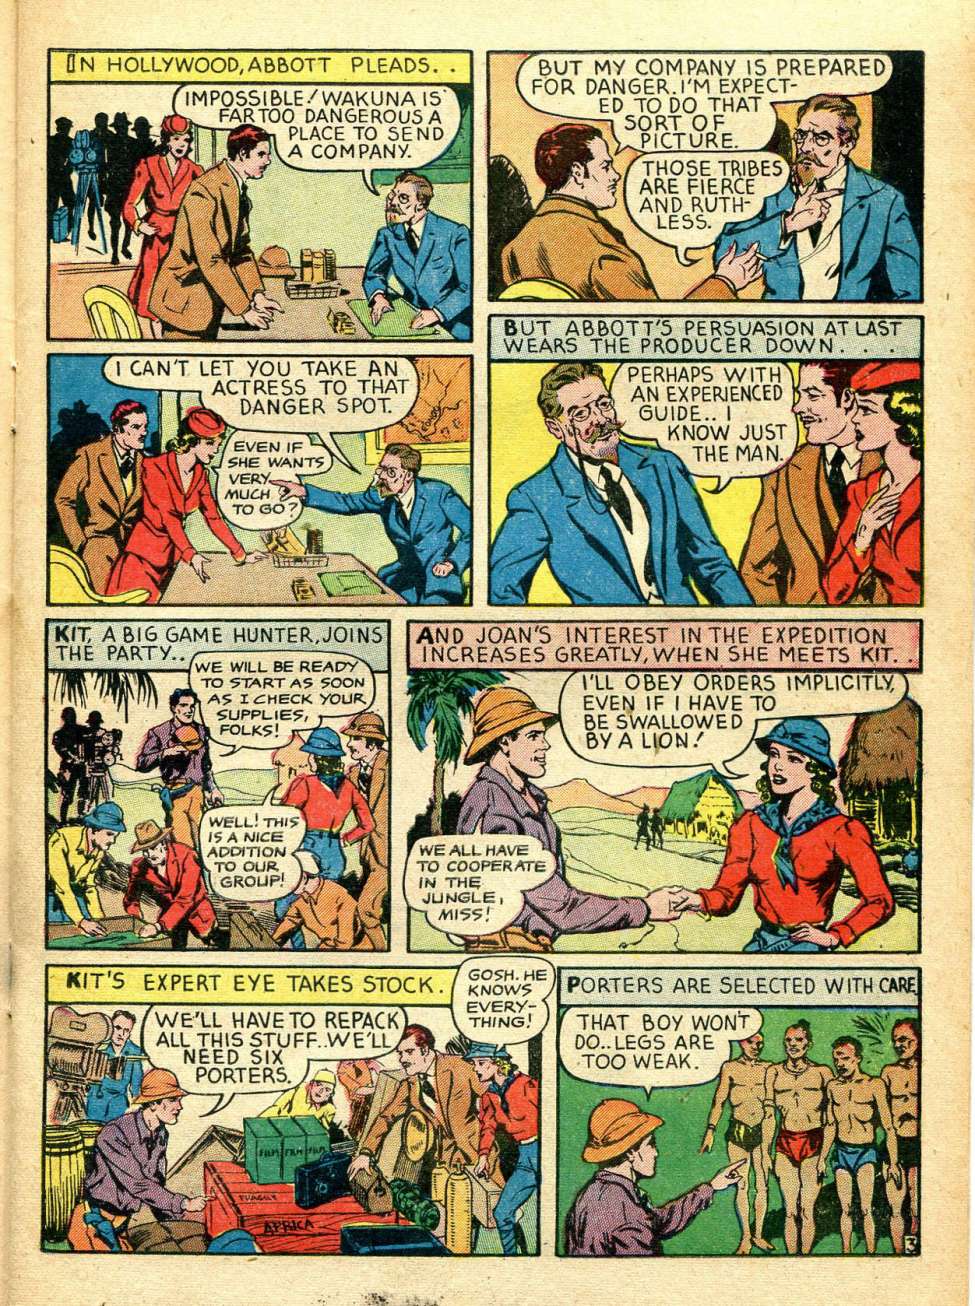 IN HOLLYWOOD, ABBOTT PLEADS..
IMPOSSIBLE! WAKUNA IS
FAR TOO DANGEROUS A
PLACE TO SEND
A COMPANY.
BUT MY COMPANY IS PREPARED
FOR DANGER. I'M EXPECT-
ED TO DO THAT
SORT OF
PICTURE.
THOSE TRIBES
ARE FIERCE
AND RUTH-
LESS.
I CAN'T LET YOU TAKE AN
ACTRESS TO THAT
DANGER SPOT.
EVEN IF
SHE WANTS
VERY
MUCH
TO GO?
BUT ABBOTT'S PERSUASION AT LAST
WEARS THE PRODUCER DOWN....
PERHAPS WITH
AN EXPERIENCED
GUIDE.. I
KNOW JUST
THE MAN.
KIT, A BIG GAME HUNTER, JOINS
THE PARTY..
WE WILL BE READY
TO START AS SOON
AS I CHECK YOUR
SUPPLIES,
FOLKS!
WELL! THIS
IS A NICE
ADDITION
TO OUR
GROUP!
AND JOAN'S INTEREST IN THE EXPEDITION
INCREASES GREATLY, WHEN SHE MEETS KIT..
I'LL OBEY ORDERS IMPLICITLY,
EVEN IF I HAVE TO
BE SWALLOWED
BY A LION!
WE ALL HAVE
TO COOPERATE
IN THE
JUNGLE,
MISS!
KIT'S EXPERT EYE TAKES STOCK.
WE'LL HAVE TO REPACK
ALL THIS STUFF..WE'LL
NEED SIX
PORTERS.
GOSH. HE
KNOWS
EVERY-
THING!
FILM FILM FILM
FRAGILE
AFRICA
PORTERS ARE SELECTED WITH CARE.
THAT BOY WON'T
DO..LEGS ARE
TOO WEAK.
3